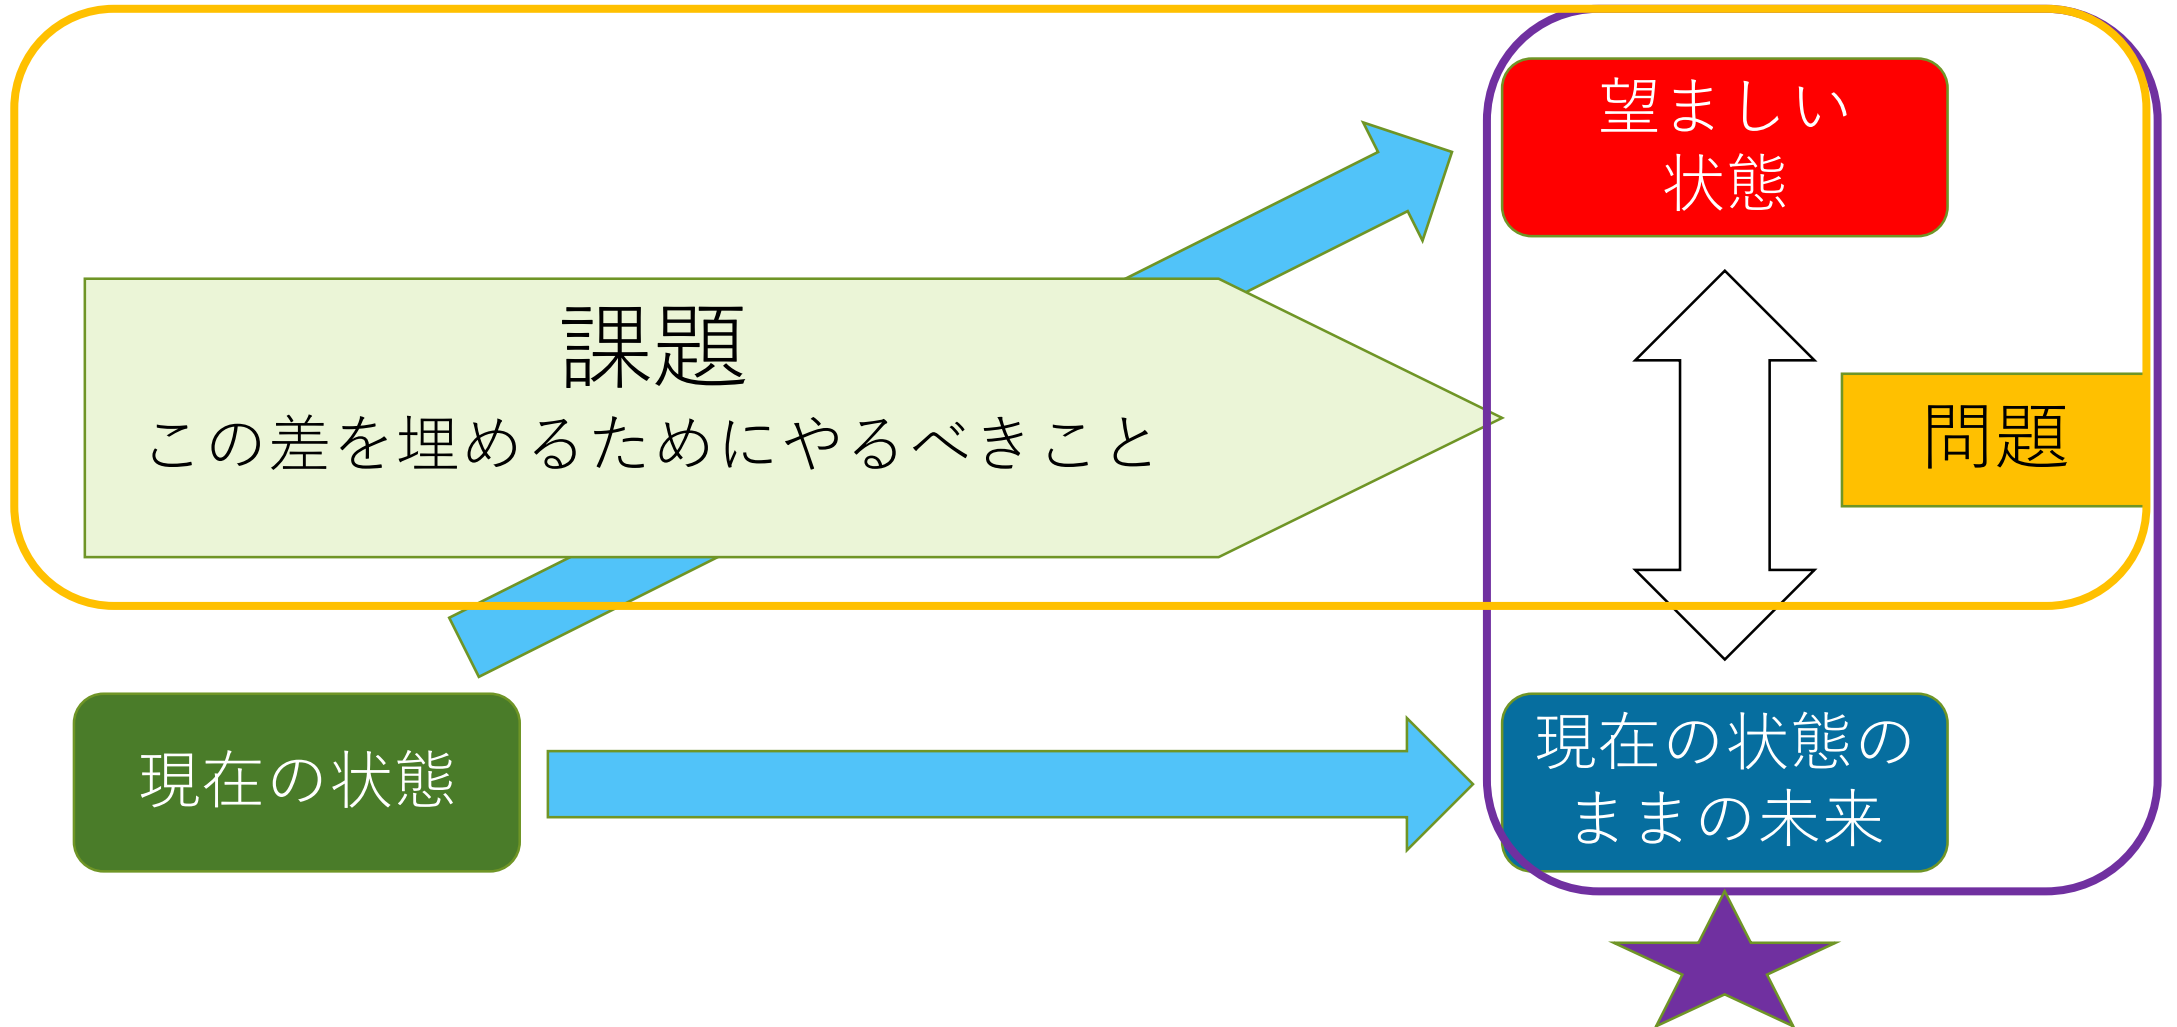 望ましい
状態
課題
この差を埋めるためにやるべきこと
問題
現在の状態
現在の状態の
ままの未来